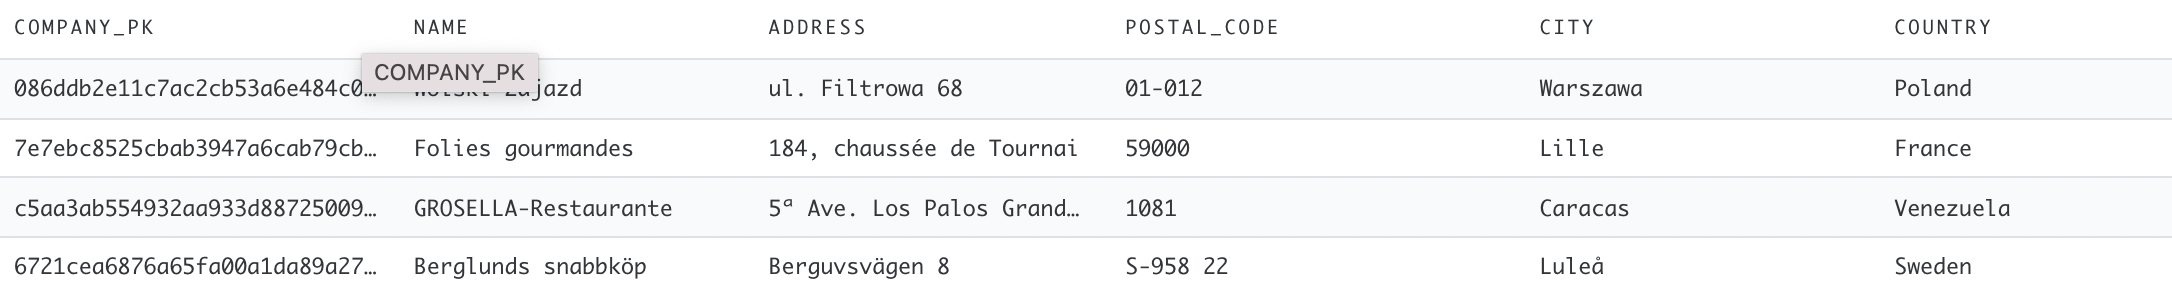 COMPANY_PK NAME ADDRESS POSTAL_CODE CITY COUNTRY
COMPANY_PK
086ddb2e11c7ac2cb53a6e484c0… ul. Filtrowa 68 01-012 Warszawa Poland
7e7ebc8525cbab3947a6cab79cb… Folies gourmandes 184, chaussée de Tournai 59000 Lille France
c5aa3ab554932aa933d88725009… GROSELLA-Restaurante 5ª Ave. Los Palos Grand… 1081 Caracas Venezuela
6721cea6876a65fa00a1da89a27… Berglunds snabbköp Berguvsvägen 8 S-958 22 Luleå Sweden